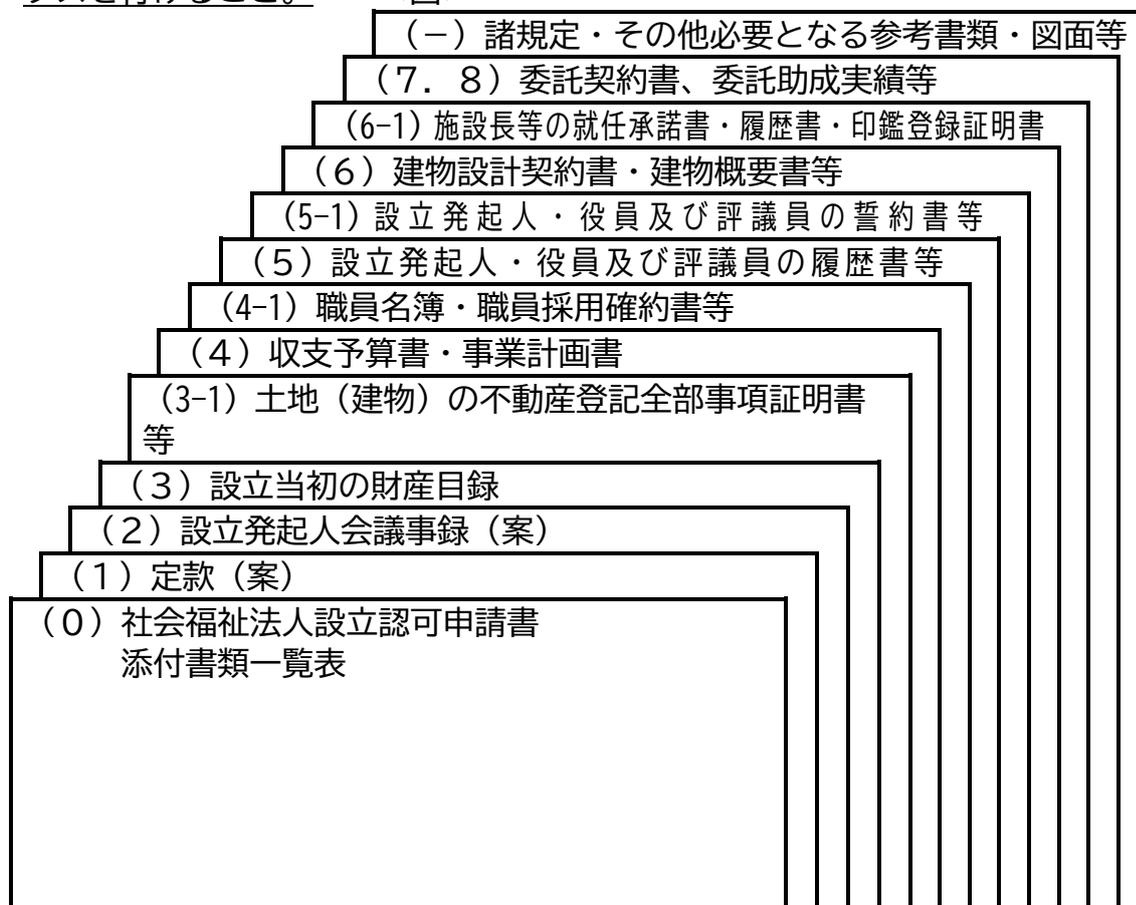 （－）諸規定・その他必要となる参考書類・図面等
（７．８）委託契約書、委託助成実績等
（6-1）施設長等の就任承諾書・履歴書・印鑑登録証明書
（６）建物設計契約書・建物概要書等
（5-1）設立発起人・役員及び評議員の誓約書等
（５）設立発起人・役員及び評議員の履歴書等
（4-1）職員名簿・職員採用確約書等
（４）収支予算書・事業計画書
（3-1）土地（建物）の不動産登記全部事項証明書
等
（３）設立当初の財産目録
（２）設立発起人会議事録（案）
（１）定款（案）
（０）社会福祉法人設立認可申請書
添付書類一覧表